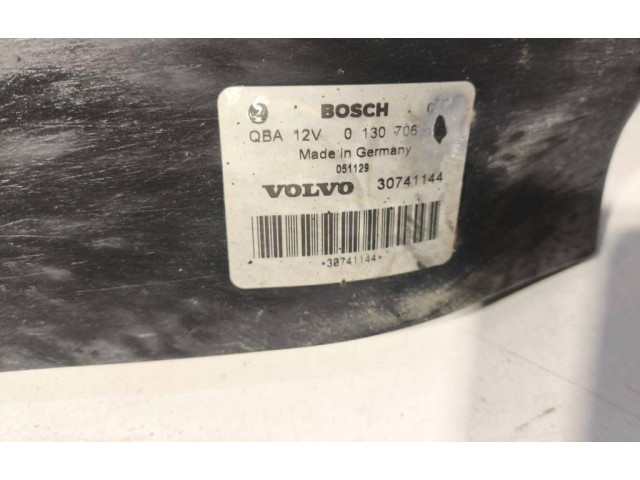 BOSCH
QBA 12V 0 130 706
Made in Germany
051129
VOLVO 30741144
*30741144*